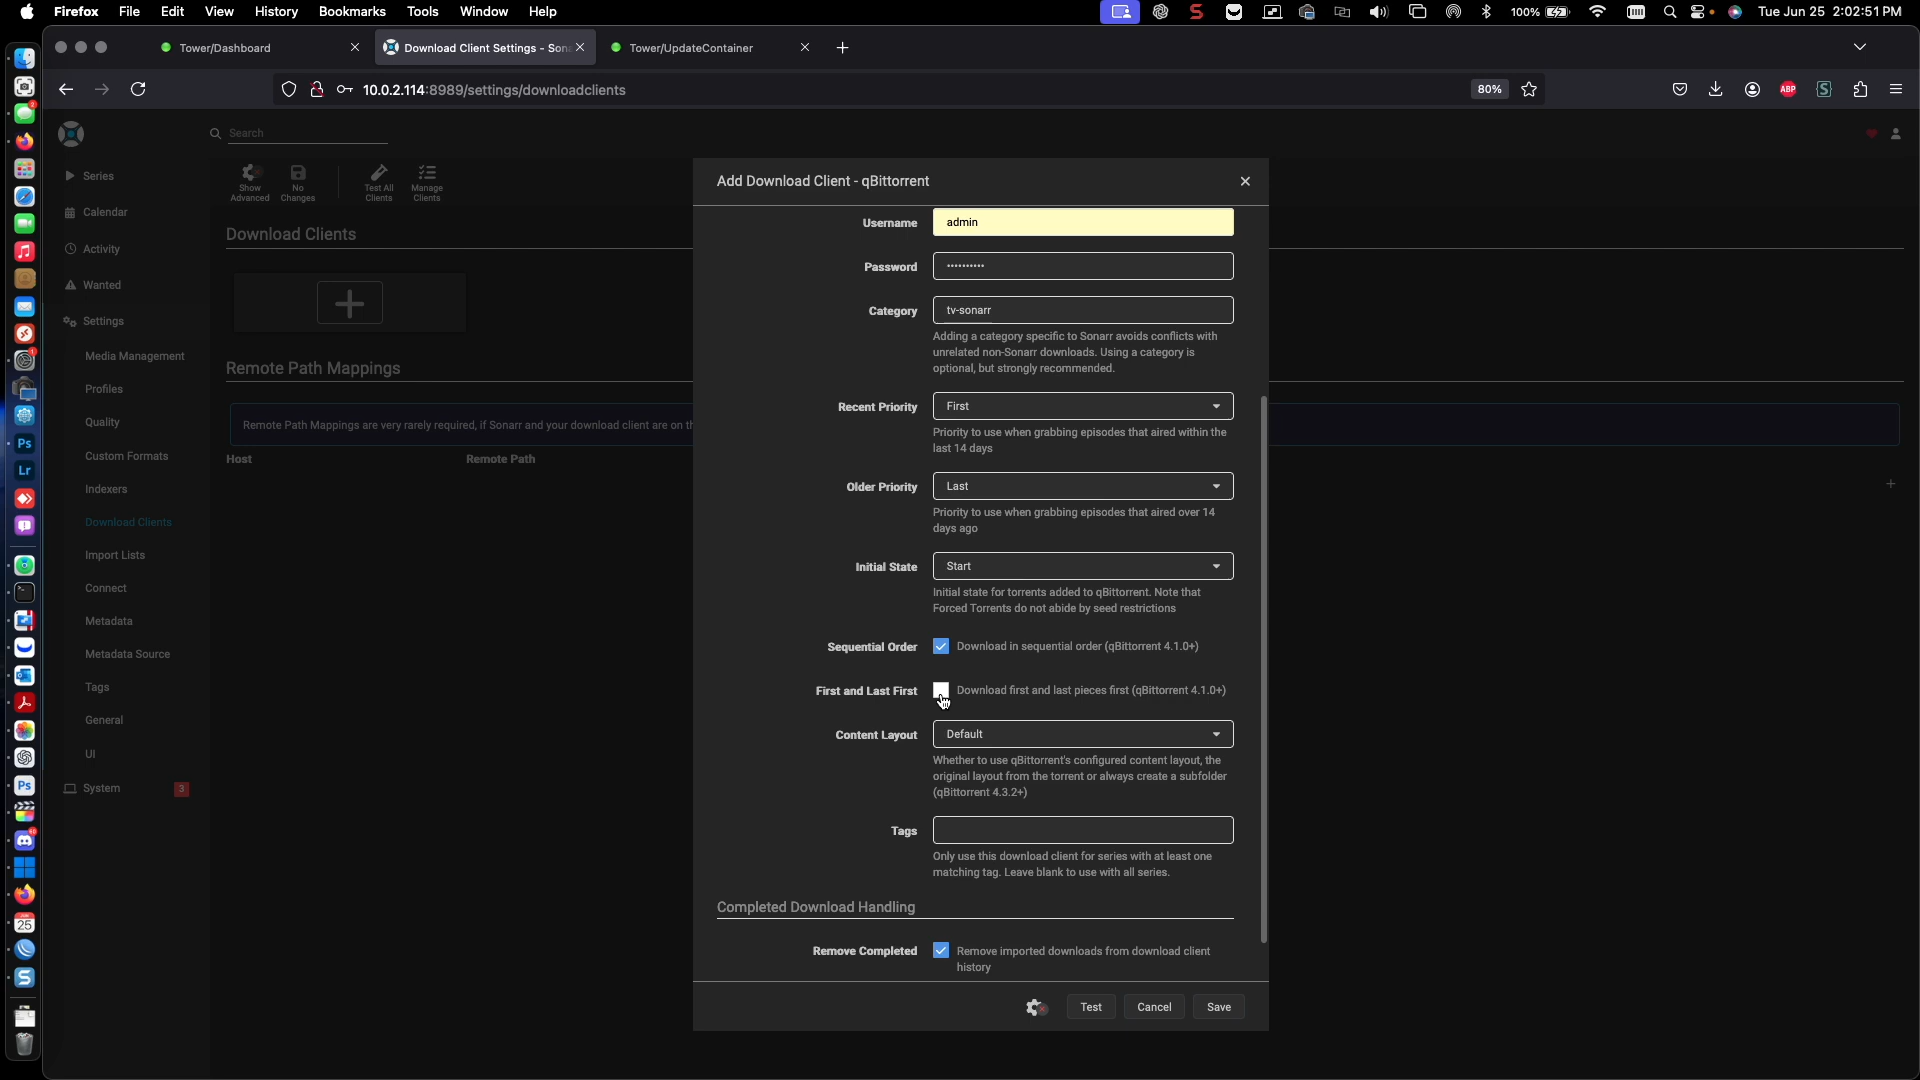 Firefox File Edit View History Bookmarks Tools Window Help
100% Tue Jun 25 2:02:51 PM
Tower/Dashboard
Download Client Settings - Son
Tower/UpdateContainer
10.0.2.114:8989/settings/downloadclients
80%
ABP
Search
Series
Calendar
Activity
Wanted
Settings
Media Management
Profiles
Quality
Custom Formats
Indexers
Download Clients
Import Lists
Connect
Metadata
Metadata Source
Tags
General
UI
System 3
Show Advanced
No Changes
Test All Clients
Manage Clients
Download Clients
Remote Path Mappings
Remote Path Mappings are very rarely required, if Sonarr and your download client are on th
Host Remote Path
Add Download Client - qBittorrent
Username admin
Password ··········
Category tv-sonarr
Adding a category specific to Sonarr avoids conflicts with
unrelated non-Sonarr downloads. Using a category is
optional, but strongly recommended.
Recent Priority First
Priority to use when grabbing episodes that aired within the
last 14 days
Older Priority Last
Priority to use when grabbing episodes that aired over 14
days ago
Initial State Start
Initial state for torrents added to qBittorrent. Note that
Forced Torrents do not abide by seed restrictions
Sequential Order Download in sequential order (qBittorrent 4.1.0+)
First and Last First Download first and last pieces first (qBittorrent 4.1.0+)
Content Layout Default
Whether to use qBittorrent's configured content layout, the
original layout from the torrent or always create a subfolder
(qBittorrent 4.3.2+)
Tags
Only use this download client for series with at least one
matching tag. Leave blank to use with all series.
Completed Download Handling
Remove Completed Remove imported downloads from download client
history
Test Cancel Save
Ps
Lr
Ps
25